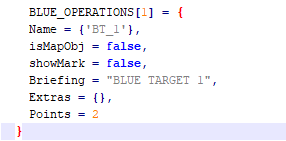 BLUE_OPERATIONS[1] = {
Name = {'BT_1'},
isMapObj = false,
showMark = false,
Briefing = "BLUE TARGET 1",
Extras = {},
Points = 2
}